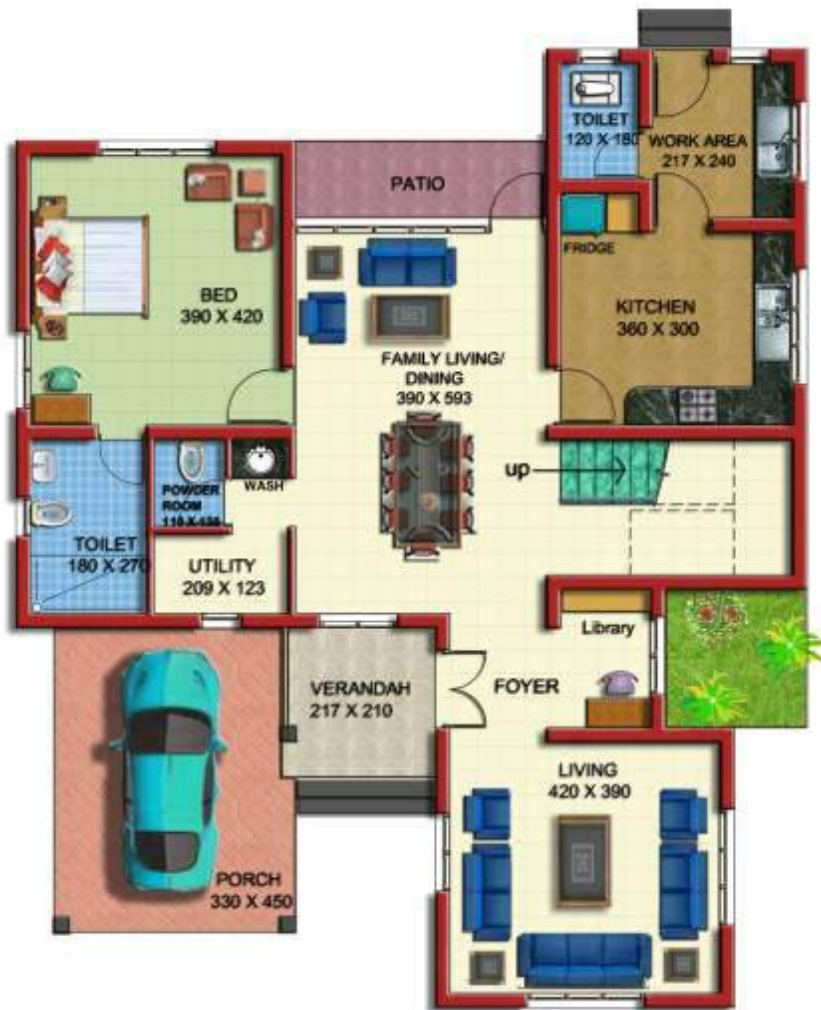 TOILET
120 X 180
WORK AREA
217 X 240
PATIO
FRIDGE
BED
390 X 420
KITCHEN
360 X 300
FAMILY LIVING/
DINING
390 X 593
up
WASH
POWDER
ROOM
TOILET
180 X 270
UTILITY
209 X 123
Library
VERANDAH
217 X 210
FOYER
LIVING
420 X 390
PORCH
330 X 450